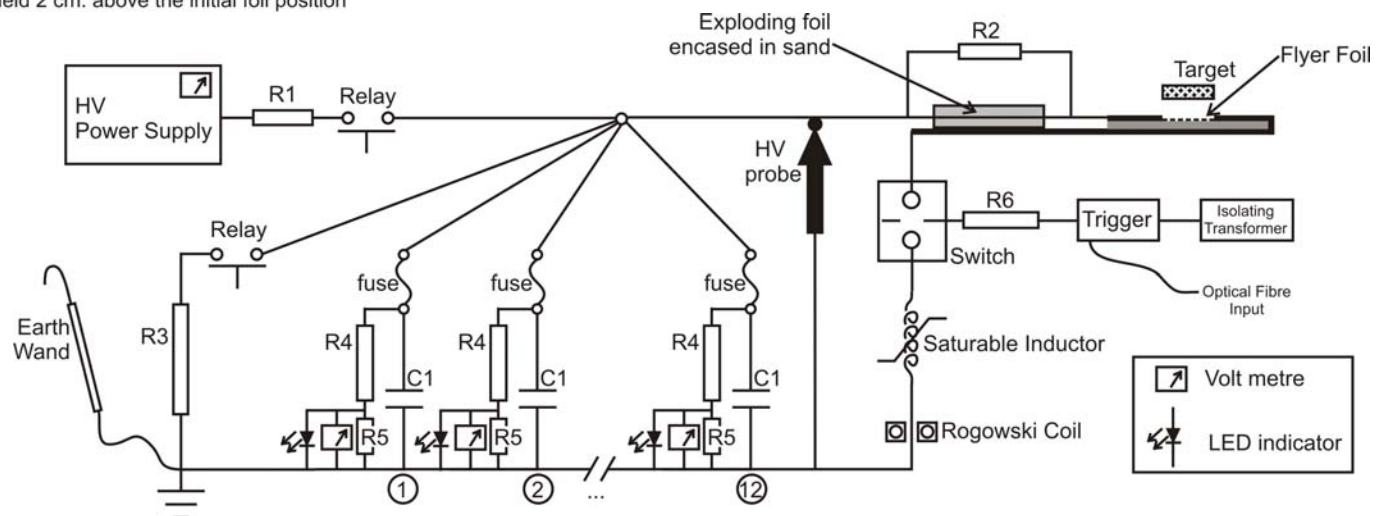 ield 2 cm. above the initial foil position
Exploding foil
encased in sand
R2
Flyer Foil
Target
HV
Power Supply
R1
Relay
HV
probe
R6
Trigger
Isolating
Transformer
Switch
Optical Fibre
Input
Relay
fuse
fuse
fuse
Earth
Wand
R3
R4
R4
R4
C1
C1
C1
Saturable Inductor
R5
R5
R5
Rogowski Coil
Volt metre
LED indicator
1
2
...
12